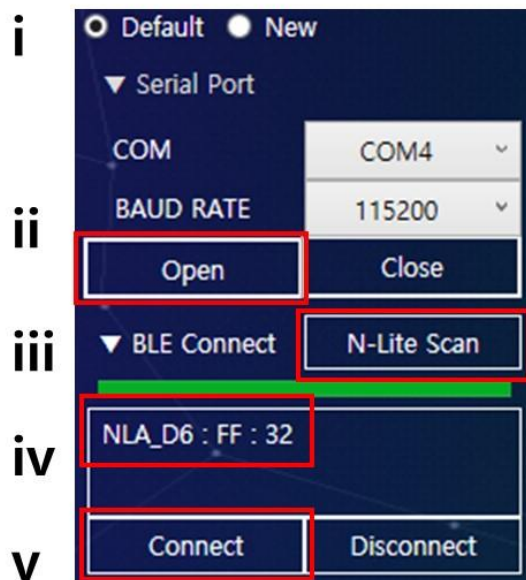 i
Default New
▼ Serial Port
COM COM4
BAUD RATE 115200
ii
Open Close
iii
▼ BLE Connect N-Lite Scan
NLA_D6 : FF : 32
iv
v
Connect Disconnect